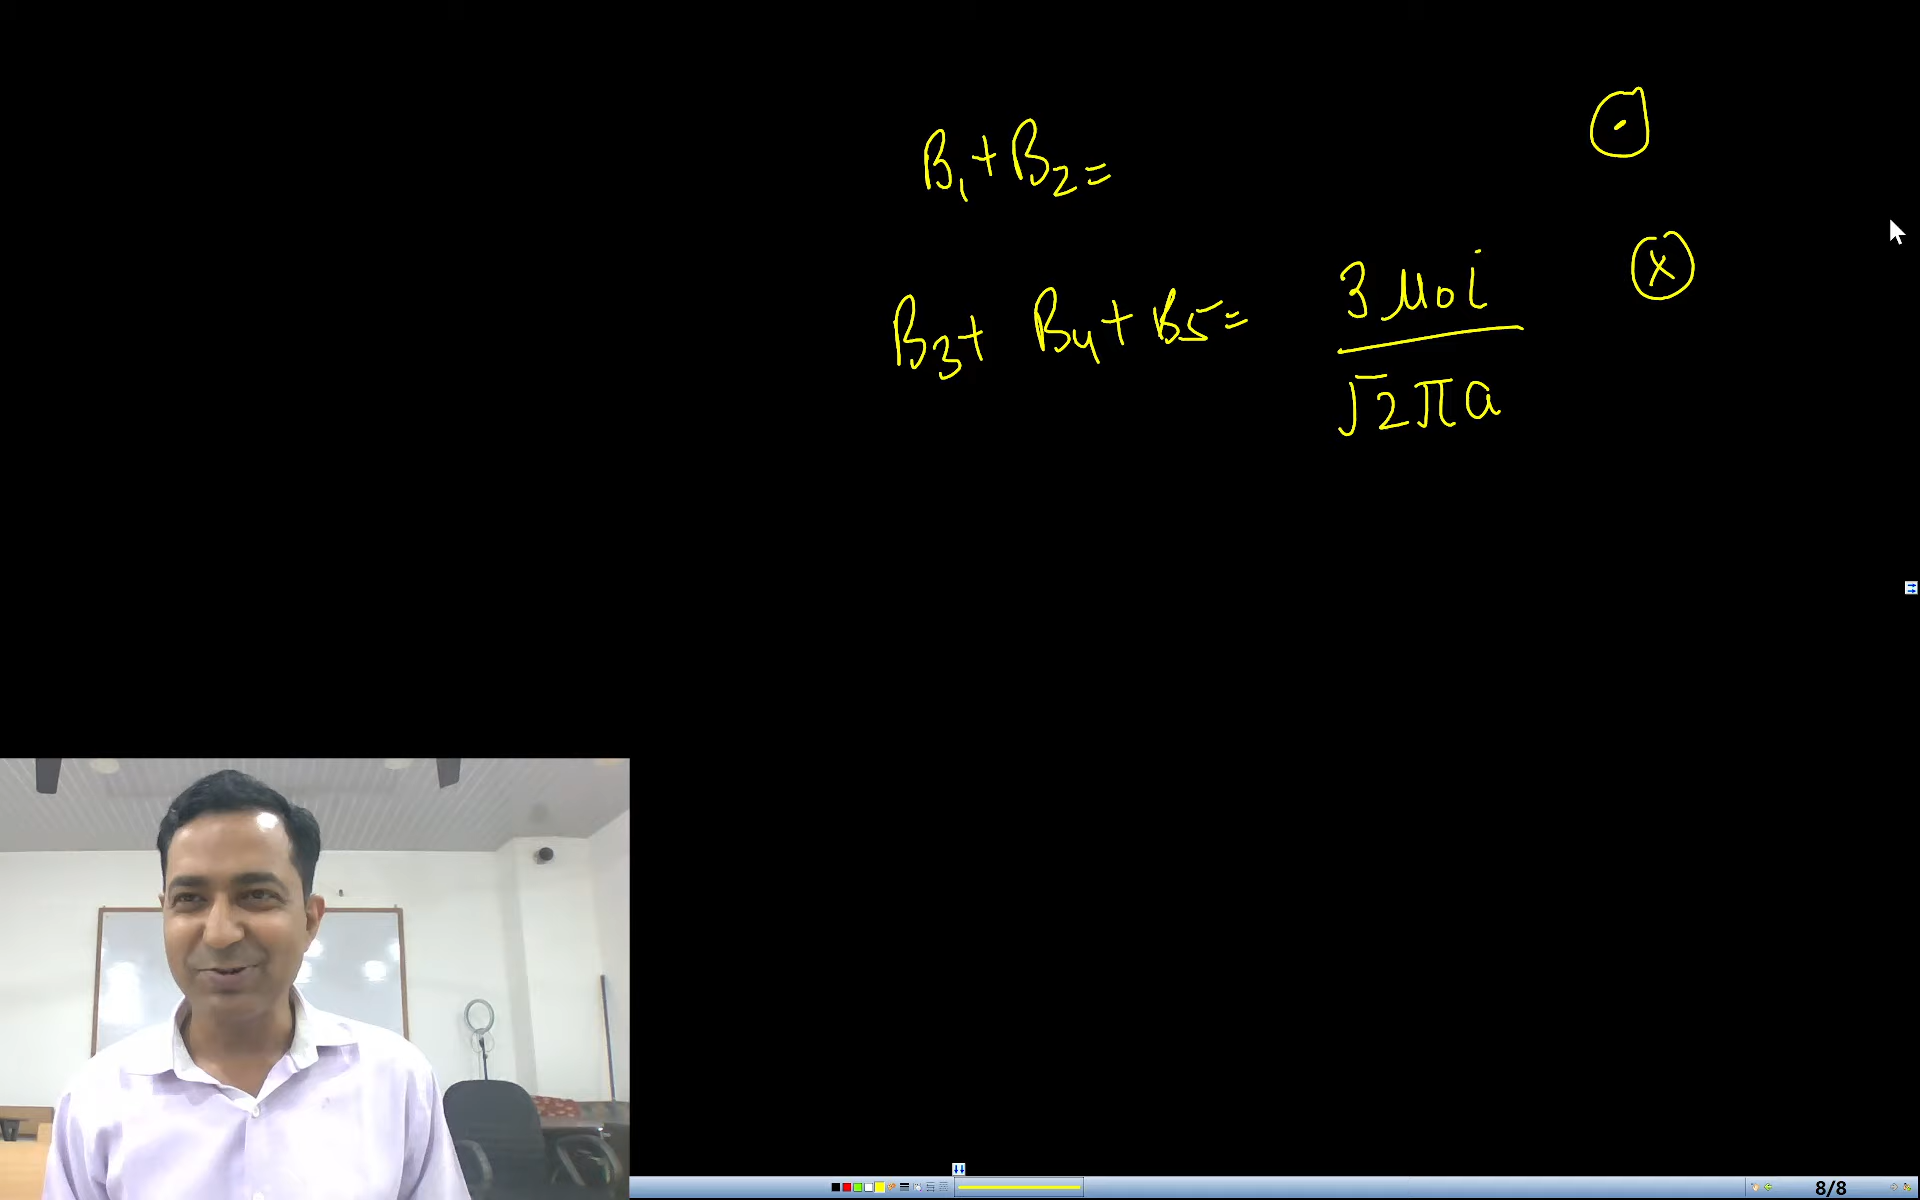 B₁ + B₂ = ⊙
B₃ + B₄ + B₅ = 3μ₀i / √2πa ⊗
8/8